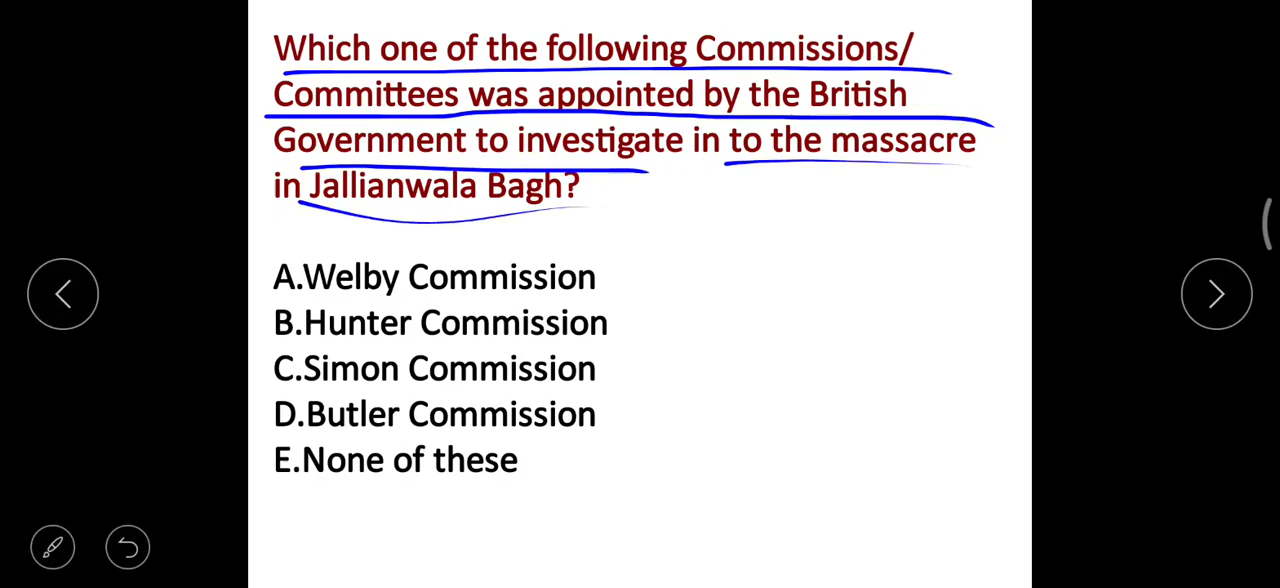 Which one of the following Commissions/
Committees was appointed by the British
Government to investigate in to the massacre
in Jallianwala Bagh?
A.Welby Commission
B.Hunter Commission
C.Simon Commission
D.Butler Commission
E.None of these